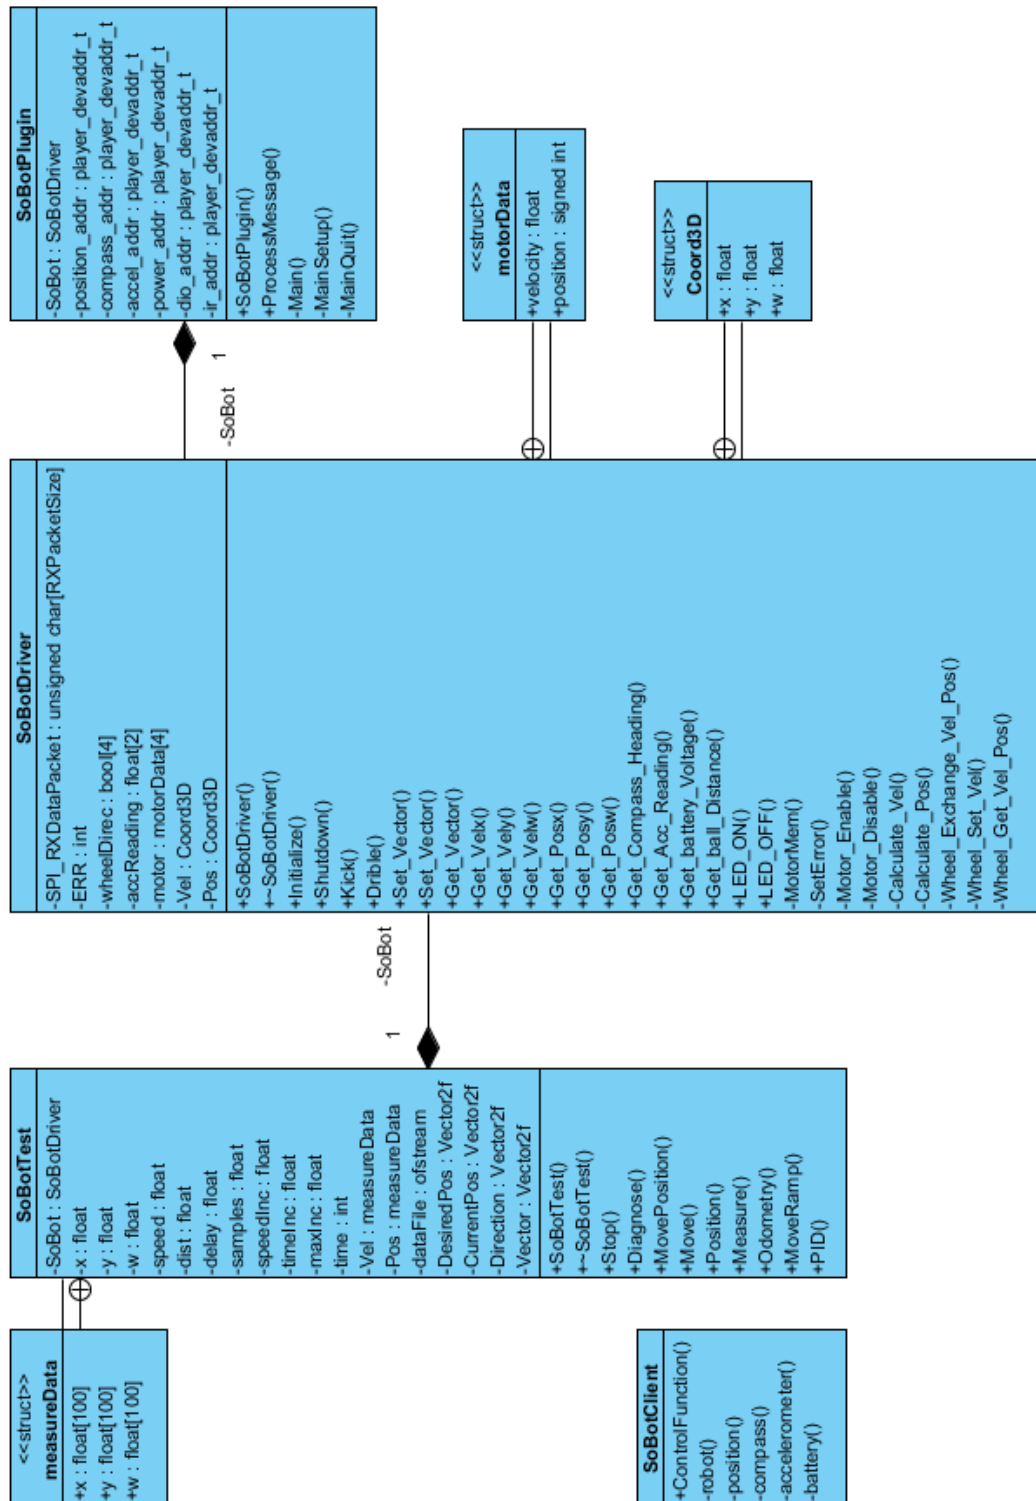 <<struct>>
measureData
+x : float[100]
+y : float[100]
+w : float[100]
SoBotTest
-SoBot : SoBotDriver
-x : float
-y : float
-w : float
-speed : float
-dist : float
-delay : float
-samples : float
-speedInc : float
-timeInc : float
-maxInc : float
-time : int
-Vel : measureData
-Pos : measureData
-dataFile : ofstream
-DesiredPos : Vector2f
-CurrentPos : Vector2f
-Direction : Vector2f
-Vector : Vector2f
+SoBotTest()
+~SoBotTest()
+Stop()
+Diagnose()
+MovePosition()
+Move()
+Position()
+Measure()
+Odometry()
+MoveRamp()
+PID()
1
-SoBot
SoBotDriver
-SPI_RXDataPacket : unsigned char[RXPacketSize]
-ERR : int
-wheelDirec : bool[4]
-accReading : float[2]
-motor : motorData[4]
-Vel : Coord3D
-Pos : Coord3D
+SoBotDriver()
+~SoBotDriver()
+Initialize()
+Shutdown()
+Kick()
+Drible()
+Set_Vector()
+Set_Vector()
+Get_Vector()
+Get_Velx()
+Get_Vely()
+Get_Velw()
+Get_Posx()
+Get_Posy()
+Get_Posw()
+Get_Compass_Heading()
+Get_Acc_Reading()
+Get_battery_Voltage()
+Get_ball_Distance()
+LED_ON()
+LED_OFF()
-MotorMem()
-SetError()
-Motor_Enable()
-Motor_Disable()
-Calculate_Vel()
-Calculate_Pos()
-Wheel_Exchange_Vel_Pos()
-Wheel_Set_Vel()
-Wheel_Get_Vel_Pos()
-SoBot
1
SoBotPlugin
-SoBot : SoBotDriver
-position_addr : player_devaddr_t
-compass_addr : player_devaddr_t
-accel_addr : player_devaddr_t
-power_addr : player_devaddr_t
-dio_addr : player_devaddr_t
-ir_addr : player_devaddr_t
+SoBotPlugin()
+ProcessMessage()
-Main()
-MainSetup()
-MainQuit()
<<struct>>
motorData
+velocity : float
+position : signed int
<<struct>>
Coord3D
+x : float
+y : float
+w : float
SoBotClient
+ControlFunction()
-robot()
-position()
-compass()
-accelerometer()
-battery()